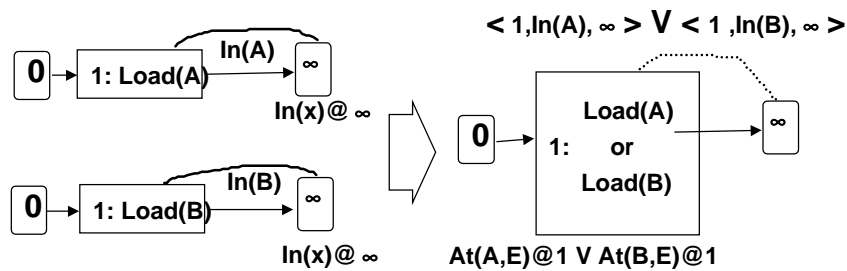 In(A)
0 1: Load(A) ∞
In(x)@ ∞
In(B)
0 1: Load(B) ∞
In(x)@ ∞
< 1,In(A), ∞ > V < 1 ,In(B), ∞ >
Load(A)
0 1: or ∞
Load(B)
At(A,E)@1 V At(B,E)@1